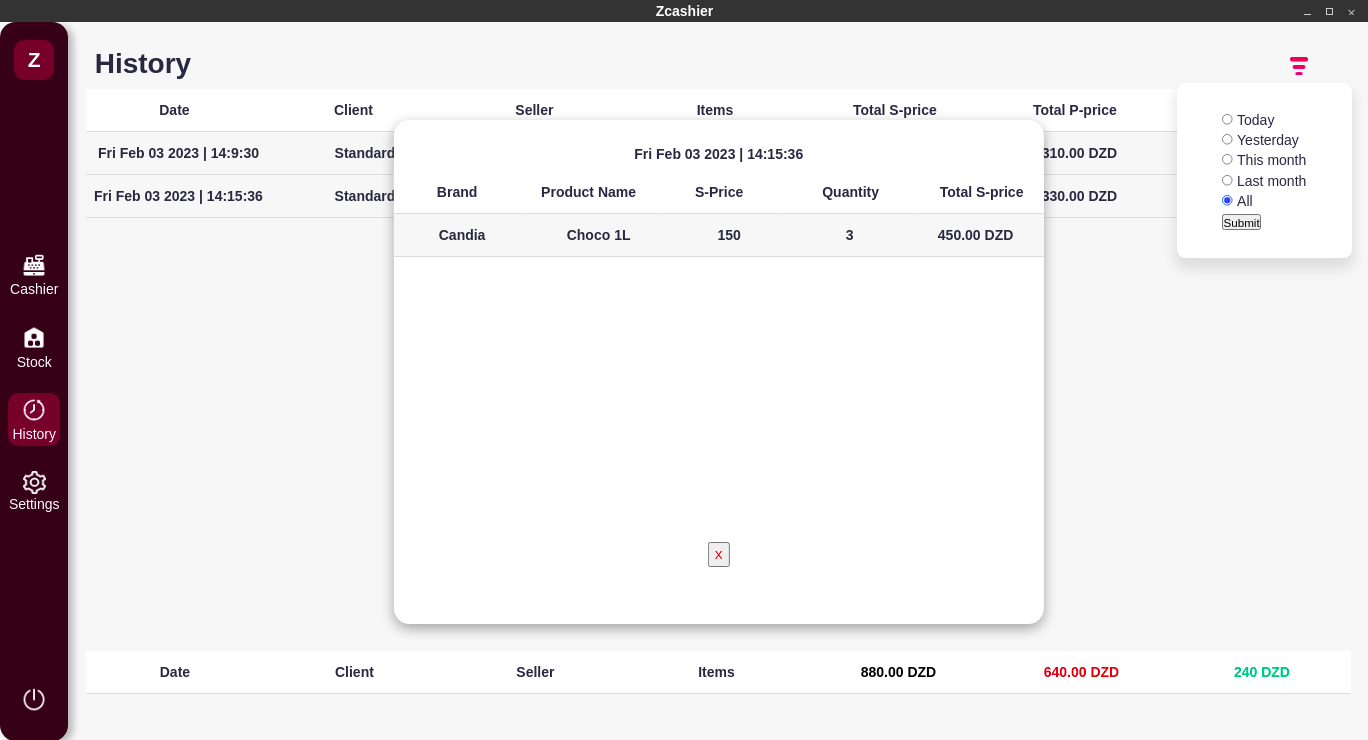 Zcashier
Z
History
Date Client Seller Items Total S-price Total P-price
Fri Feb 03 2023 | 14:9:30 Standard 310.00 DZD
Fri Feb 03 2023 | 14:15:36 Standard 330.00 DZD
Today
Yesterday
This month
Last month
All
Submit
Fri Feb 03 2023 | 14:15:36
Brand Product Name S-Price Quantity Total S-price
Candia Choco 1L 150 3 450.00 DZD
X
Cashier
Stock
History
Settings
Date Client Seller Items 880.00 DZD 640.00 DZD 240 DZD